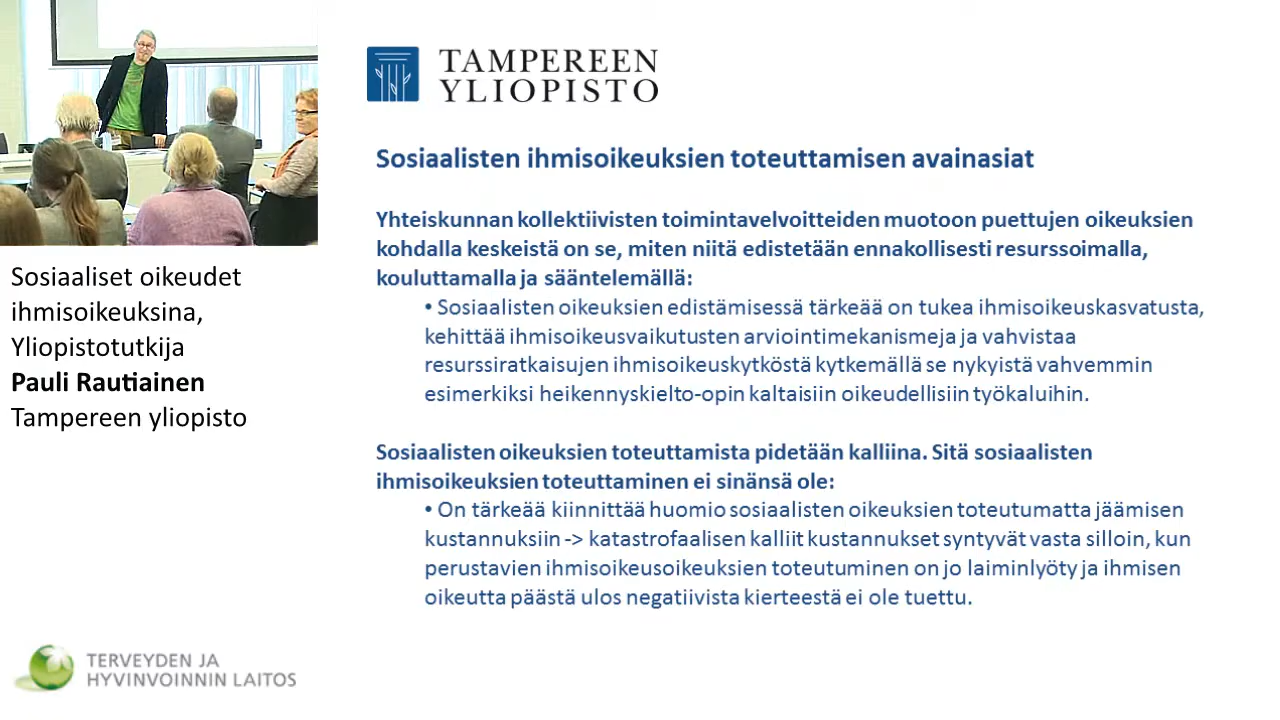 TAMPEREEN
YLIOPISTO
Sosiaalisten ihmisoikeuksien toteuttamisen avainasiat
Yhteiskunnan kollektiivisten toimintavelvoitteiden muotoon puettujen oikeuksien
kohdalla keskeistä on se, miten niitä edistetään ennakollisesti resurssoimalla,
kouluttamalla ja sääntelemällä:
• Sosiaalisten oikeuksien edistämisessä tärkeää on tukea ihmisoikeuskasvatusta,
kehittää ihmisoikeusvaikutusten arviointimekanismeja ja vahvistaa
resurssiratkaisujen ihmisoikeuskytköstä kytkemällä se nykyistä vahvemmin
esimerkiksi heikennyskielto-opin kaltaisiin oikeudellisiin työkaluihin.
Sosiaalisten oikeuksien toteuttamista pidetään kalliina. Sitä sosiaalisten
ihmisoikeuksien toteuttaminen ei sinänsä ole:
• On tärkeää kiinnittää huomio sosiaalisten oikeuksien toteutumatta jäämisen
kustannuksiin -> katastrofaalisen kalliit kustannukset syntyvät vasta silloin, kun
perustavien ihmisoikeusoikeuksien toteutuminen on jo laiminlyöty ja ihmisen
oikeutta päästä ulos negatiivista kierteestä ei ole tuettu.
Sosiaaliset oikeudet
ihmisoikeuksina,
Yliopistotutkija
Pauli Rautiainen
Tampereen yliopisto
TERVEYDEN JA
HYVINVOINNIN LAITOS